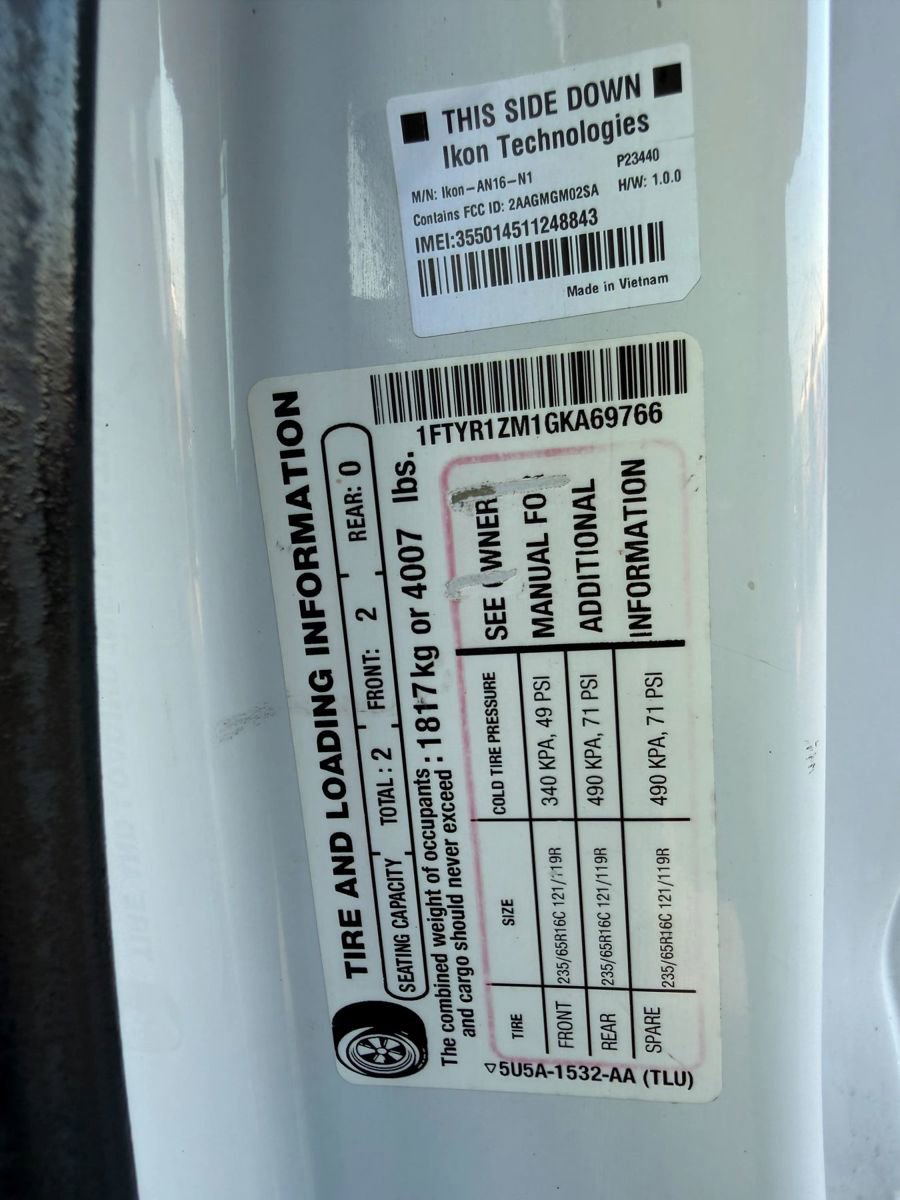 THIS SIDE DOWN
Ikon Technologies
M/N: Ikon-AN16-N1 P23440
Contains FCC ID: 2AAGMGM02SA H/W: 1.0.0
IMEI:355014511248843
Made in Vietnam
TIRE AND LOADING INFORMATION
SEATING CAPACITY TOTAL: 2 FRONT: 2 REAR: 0
The combined weight of occupants and cargo should never exceed : 1817kg or 4007 lbs.
1FTYR1ZM1GKA69766
TIRE SIZE COLD TIRE PRESSURE
FRONT 235/65R16C 121/119R 340 KPA, 49 PSI
REAR 235/65R16C 121/119R 490 KPA, 71 PSI
SPARE 235/65R16C 121/119R 490 KPA, 71 PSI
SEE OWNER
MANUAL FOR
ADDITIONAL
INFORMATION
▽5U5A-1532-AA (TLU)